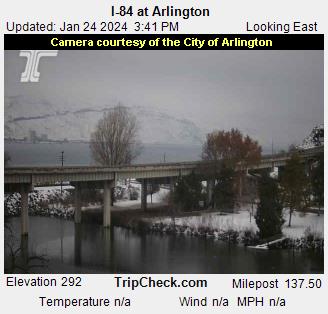 I-84 at Arlington
Updated: Jan 24 2024 3:41 PM Looking East
Camera courtesy of the City of Arlington
Elevation 292 TripCheck.com Milepost 137.50
Temperature n/a Wind n/a MPH n/a